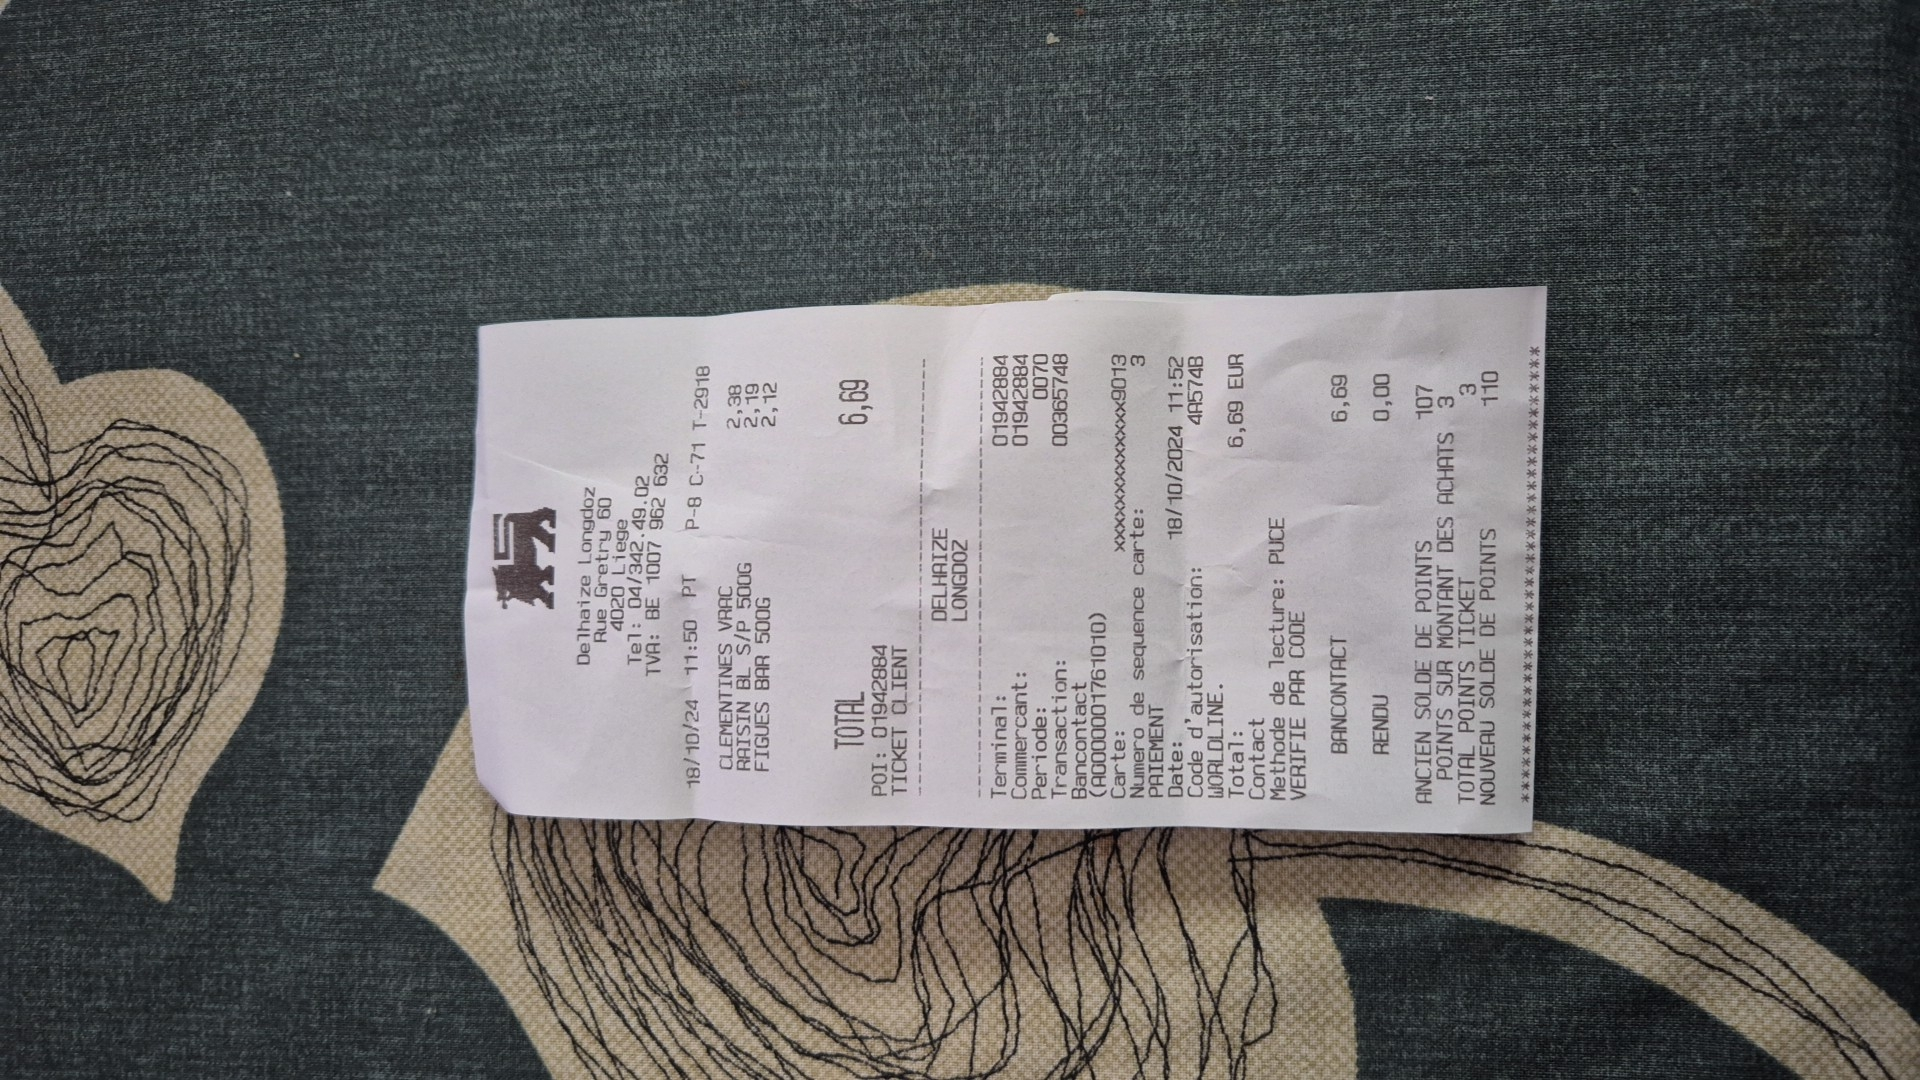 Delhaize Longdoz
Rue Gretry 60
4020 Liege
Tel: 04/342.49.02
TVA: BE 1007 962 632
18/10/24 11:50 PT P-8 C-71 T-2918
CLEMENTINES VRAC 2,38
RAISIN BL S/P 500G 2,19
FIGUES BAR 500G 2,12
TOTAL 6,69
POI: 01942884
TICKET CLIENT
--------------------------------
DELHAIZE
LONGDOZ
--------------------------------
Terminal: 01942884
Commercant: 01942884
Periode: 0070
Transaction: 00365748
Bancontact
(A0000001761010)
Carte: xxxxxxxxxxxxxxx9013
Numero de sequence carte: 3
PAIEMENT
Date: 18/10/2024 11:52
Code d'autorisation: 4A574B
WORLDLINE.
Total: 6,69 EUR
Contact
Methode de lecture: PUCE
VERIFIE PAR CODE
BANCONTACT 6,69
RENDU 0,00
ANCIEN SOLDE DE POINTS 107
POINTS SUR MONTANT DES ACHATS 3
TOTAL POINTS TICKET 3
NOUVEAU SOLDE DE POINTS 110
******************************************